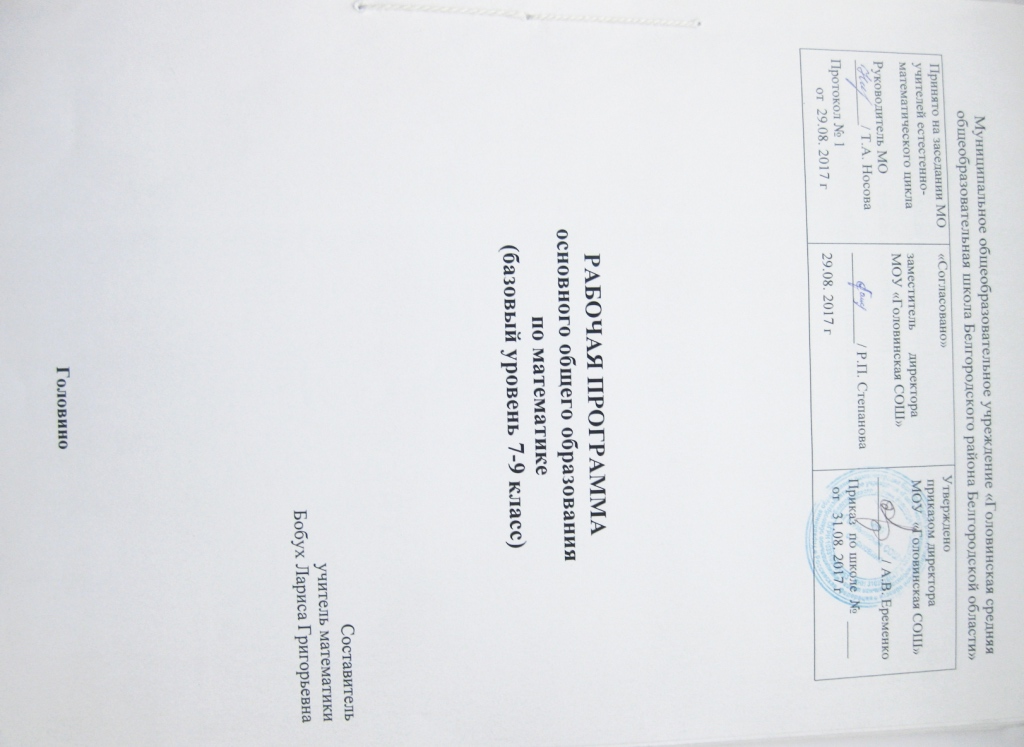 Муниципальное общеобразовательное учреждение «Головинская средняя
общеобразовательная школа Белгородского района Белгородской области»
Принято на заседании МО
учителей естестенно-
математического цикла
Руководитель МО
/ Т.А. Носова
Протокол № 1
от 29.08. 2017 г
«Согласовано»
заместитель директора
МОУ «Головинская СОШ»
/ Р.П. Степанова
29.08. 2017 г
Утверждено
приказом директора
МОУ «Головинская СОШ»
/ А.В. Еременко
Приказ по школе №
от 31.08. 2017 г
РАБОЧАЯ ПРОГРАММА
основного общего образования
по математике
(базовый уровень 7-9 класс)
Составитель
учитель математики
Бобух Лариса Григорьевна
Головино